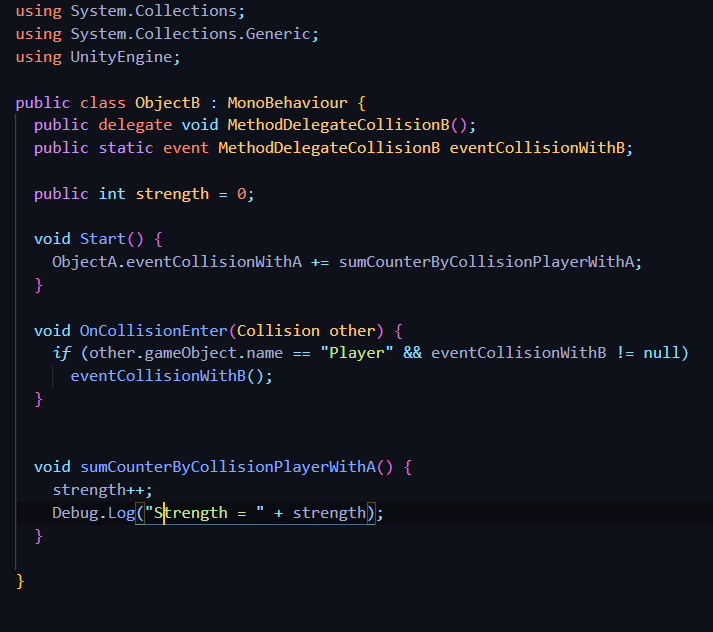 using System.Collections;
using System.Collections.Generic;
using UnityEngine;

public class ObjectB : MonoBehaviour {
  public delegate void MethodDelegateCollisionB();
  public static event MethodDelegateCollisionB eventCollisionWithB;

  public int strength = 0;

  void Start() {
    ObjectA.eventCollisionWithA += sumCounterByCollisionPlayerWithA;
  }

  void OnCollisionEnter(Collision other) {
    if (other.gameObject.name == "Player" && eventCollisionWithB != null)
      eventCollisionWithB();
  }


  void sumCounterByCollisionPlayerWithA() {
    strength++;
    Debug.Log("Strength = " + strength);
  }

}